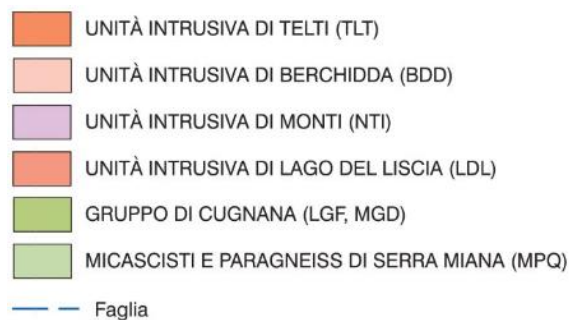 UNITÀ INTRUSIVA DI TELTI (TLT)
UNITÀ INTRUSIVA DI BERCHIDDA (BDD)
UNITÀ INTRUSIVA DI MONTI (NTI)
UNITÀ INTRUSIVA DI LAGO DEL LISCIA (LDL)
GRUPPO DI CUGNANA (LGF, MGD)
MICASCISTI E PARAGNEISS DI SERRA MIANA (MPQ)
Faglia